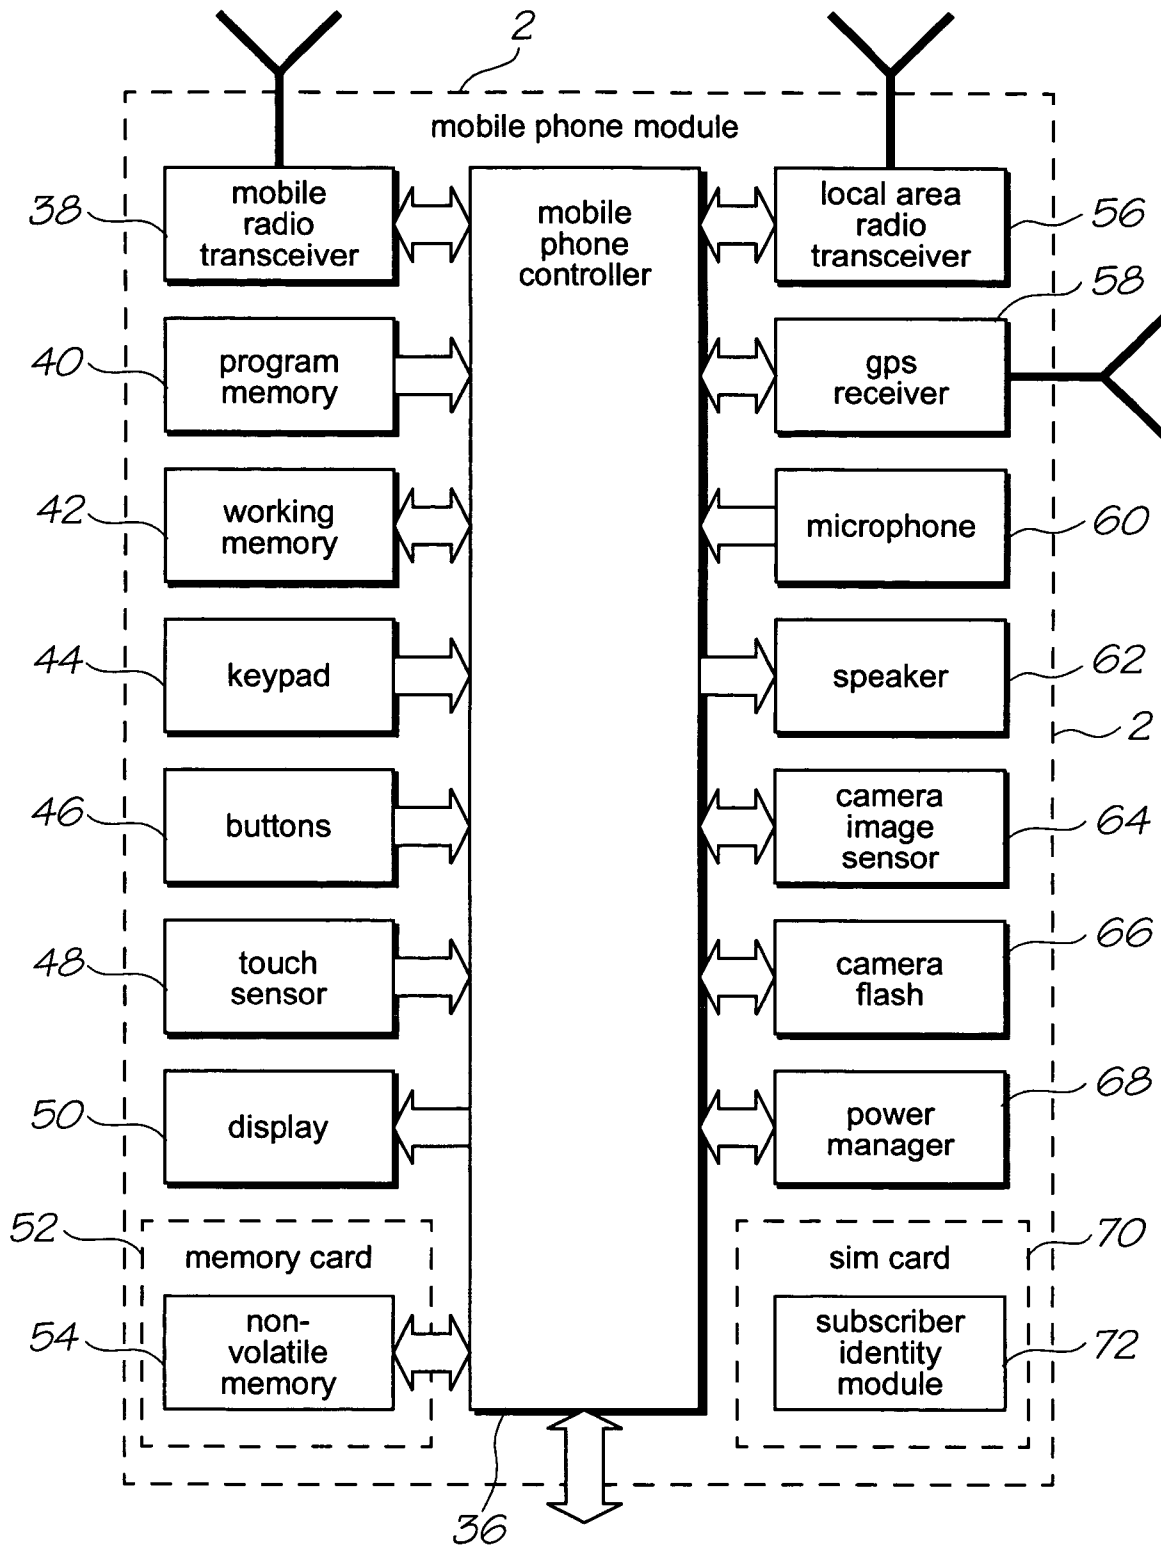 2
mobile phone module
38
mobile
radio
transceiver
mobile
phone
controller
local area
radio
transceiver
56
58
40
program
memory
gps
receiver
42
working
memory
microphone
60
44
keypad
speaker
62
2
46
buttons
camera
image
sensor
64
48
touch
sensor
camera
flash
66
50
display
power
manager
68
52
memory card
sim card
70
54
non-
volatile
memory
subscriber
identity
module
72
36